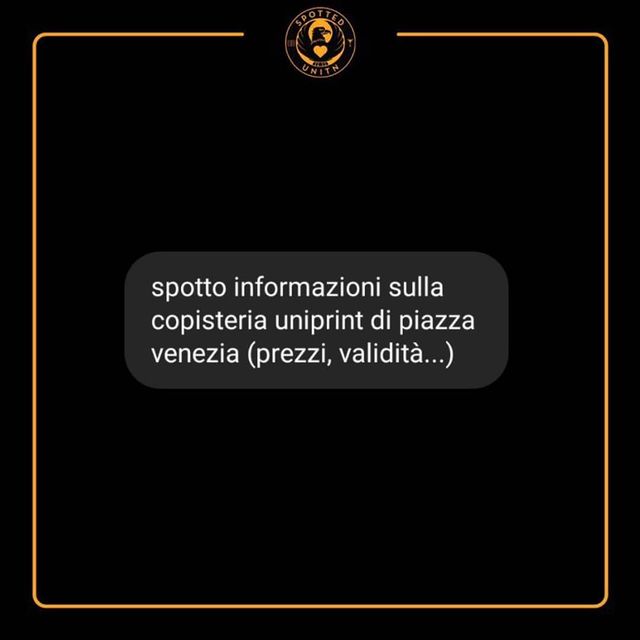 SPOTTED
UNITN
spotto informazioni sulla
copisteria uniprint di piazza
venezia (prezzi, validità...)